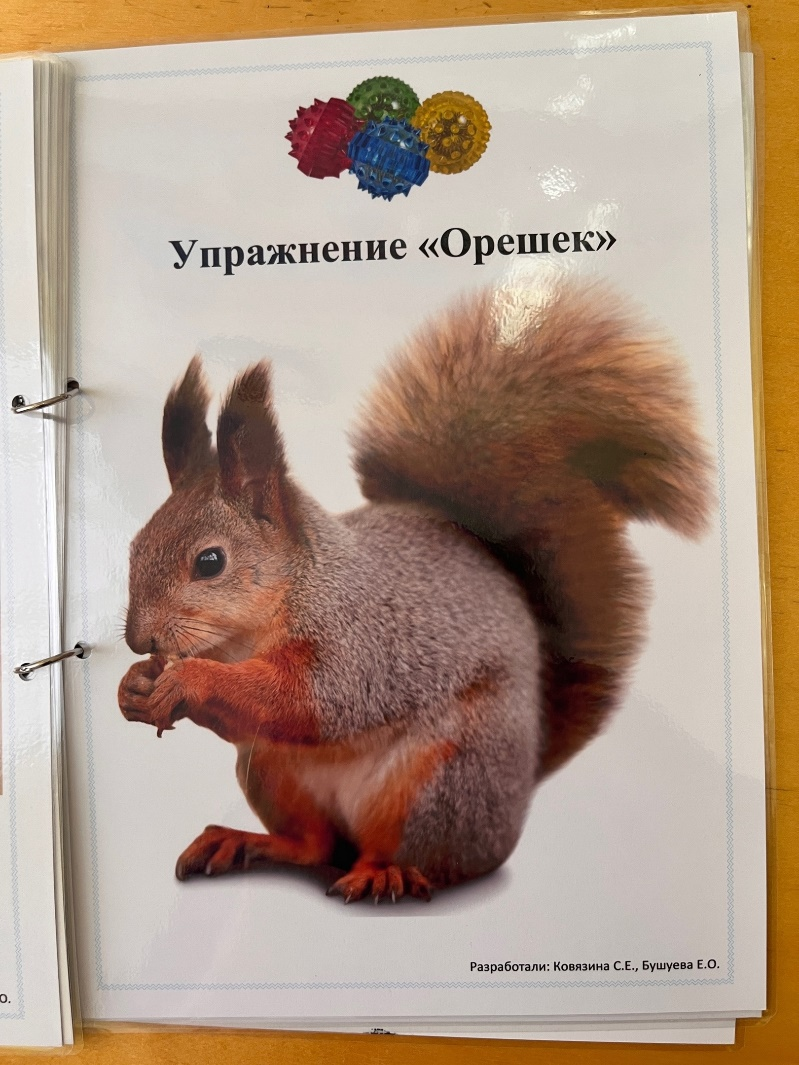 Упражнение «Орешек»
Разработали: Ковязина С.Е., Бушуева Е.О.
О.